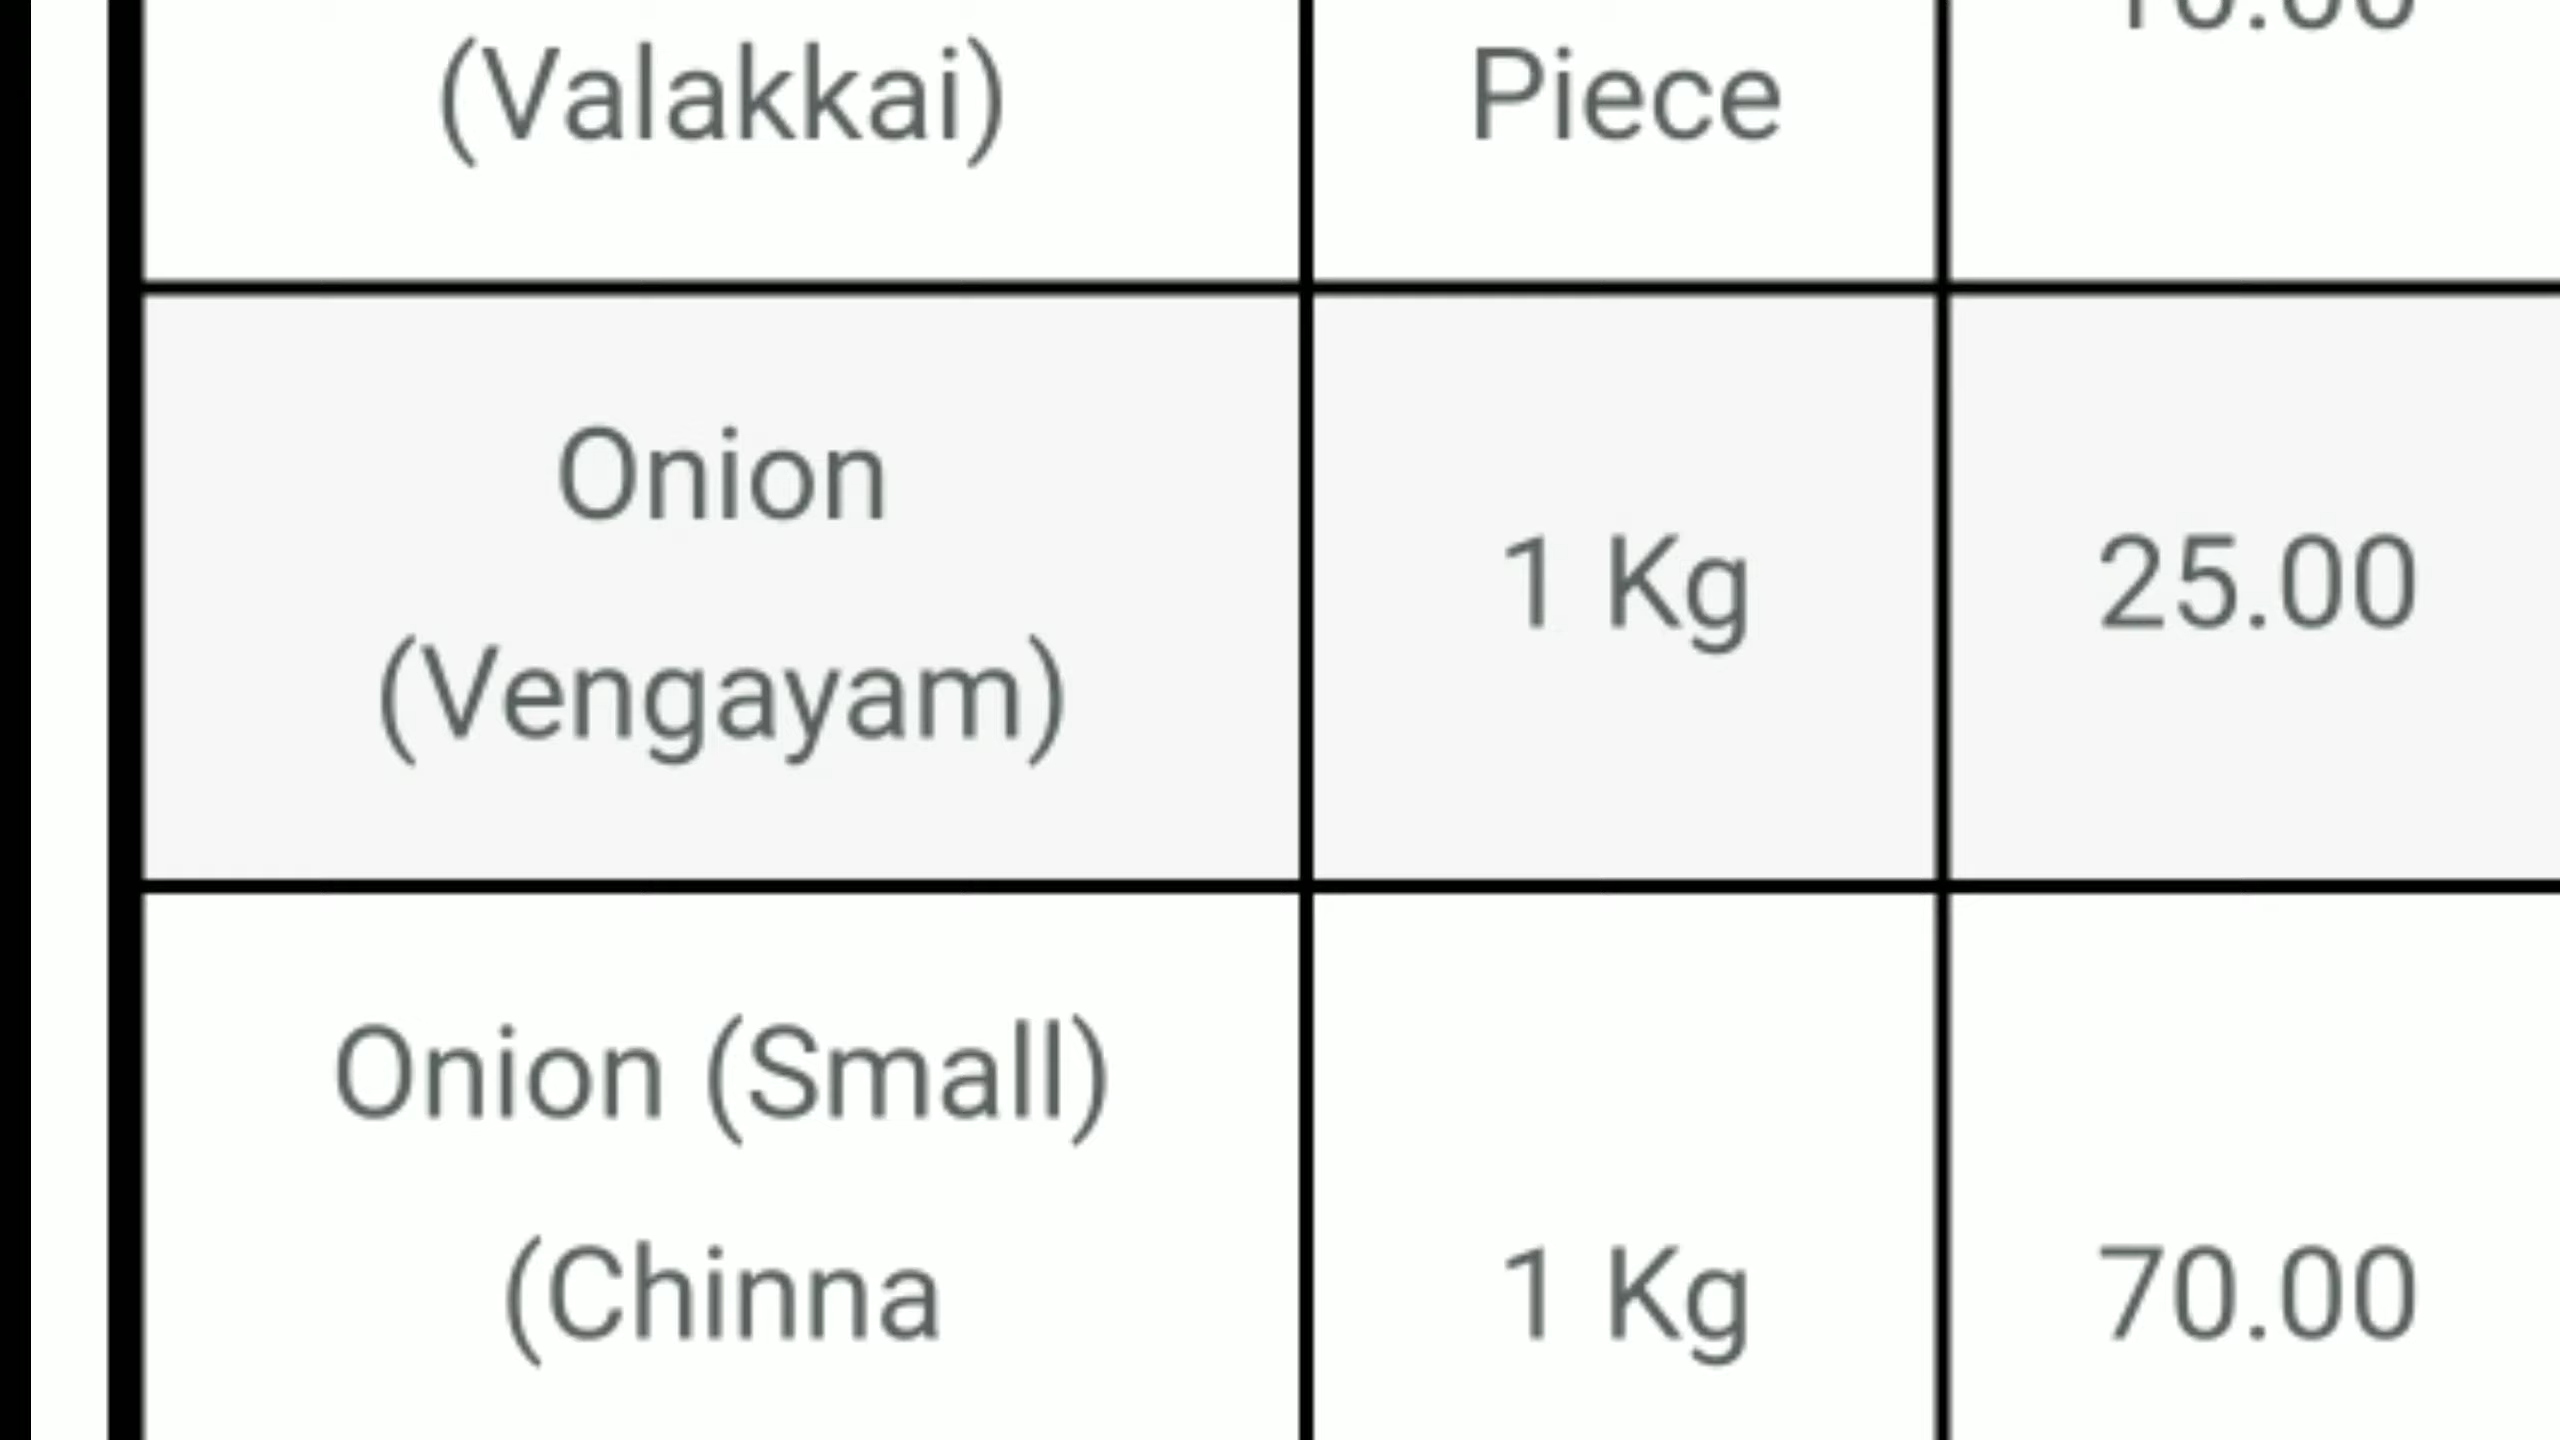 (Valakkai)
Piece
Onion
(Vengayam)
1 Kg
25.00
Onion (Small)
(Chinna
1 Kg
70.00